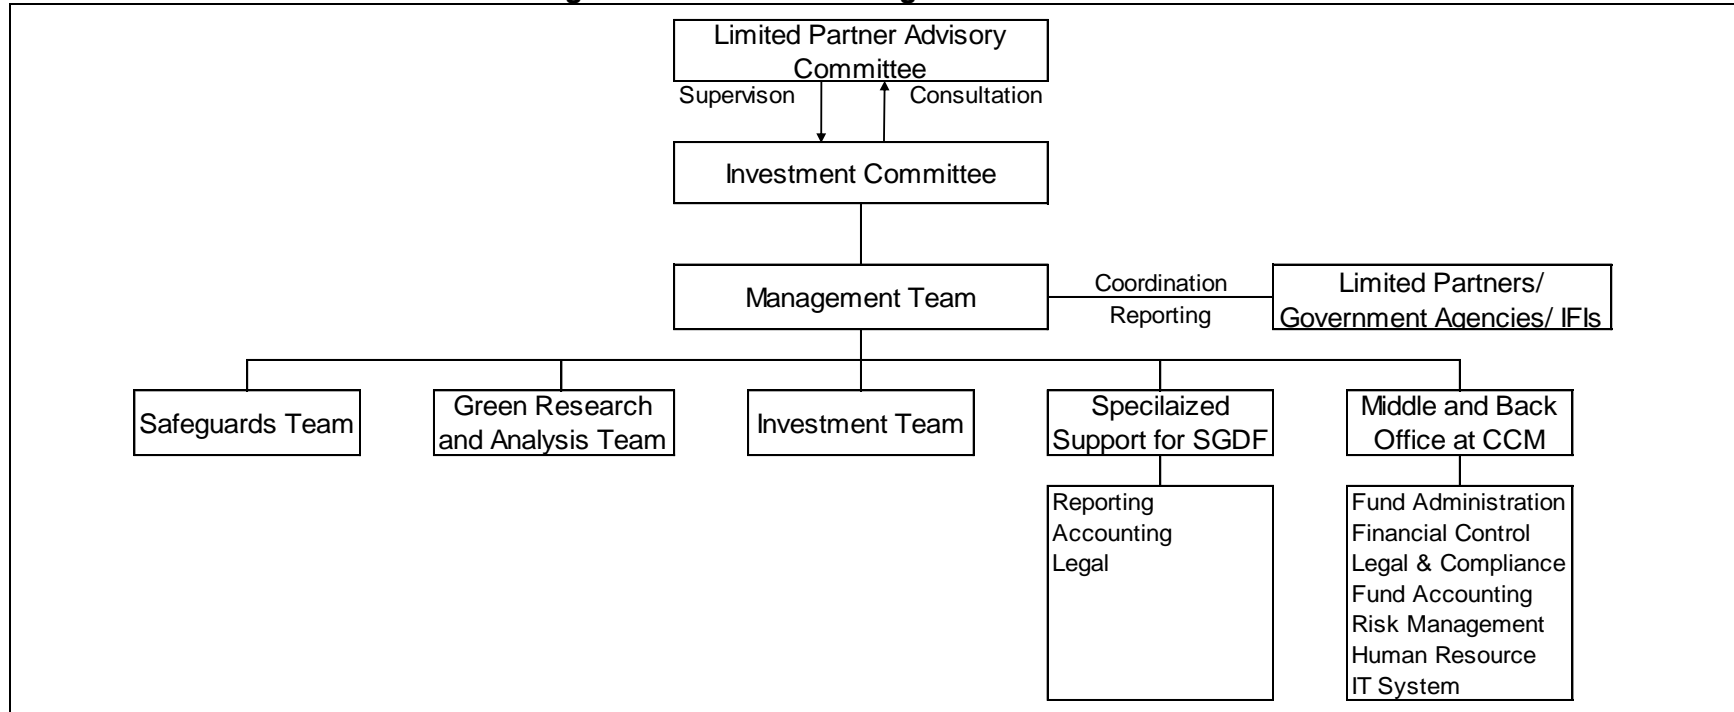 Limited Partner Advisory
Committee
Supervison
Consultation
Investment Committee
Management Team
Coordination
Reporting
Limited Partners/
Government Agencies/ IFIs
Safeguards Team
Green Research
and Analysis Team
Investment Team
Specilaized
Support for SGDF
Middle and Back
Office at CCM
Reporting
Accounting
Legal
Fund Administration
Financial Control
Legal & Compliance
Fund Accounting
Risk Management
Human Resource
IT System